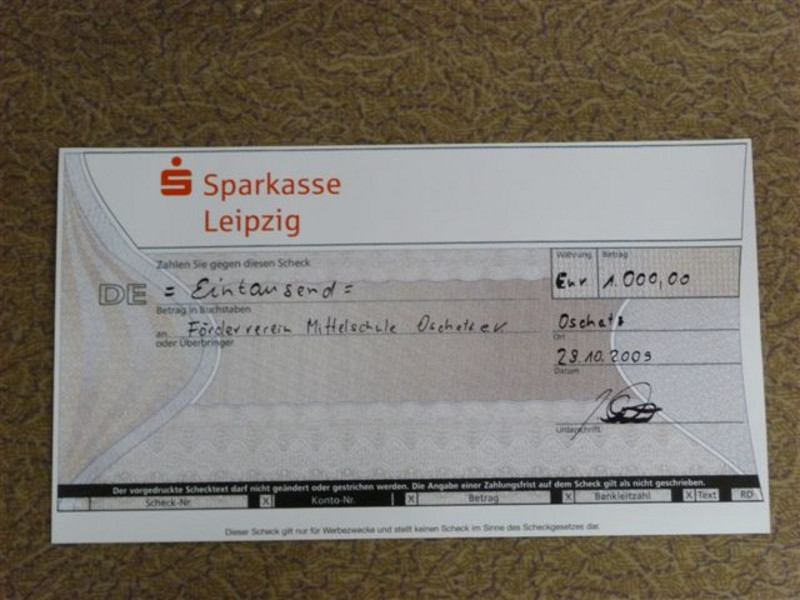 Sparkasse
Leipzig
Zahlen Sie gegen diesen Scheck
Währung Betrag
DE = Eintausend = Eur 1.000,00
Betrag in Buchstaben
an Förderverein Mittelschule Oschatz e.V. Oschatz
oder Überbringer Ort
28.10.2009
Datum
Unterschrift
Der vorgedruckte Schecktext darf nicht geändert oder gestrichen werden. Die Angabe einer Zahlungsfrist auf dem Scheck gilt als nicht geschrieben.
Scheck-Nr. X Konto-Nr. X Betrag X Bankleitzahl X Text RD
Dieser Scheck gilt nur für Werbezwecke und stellt keinen Scheck im Sinne des Scheckgesetzes dar.